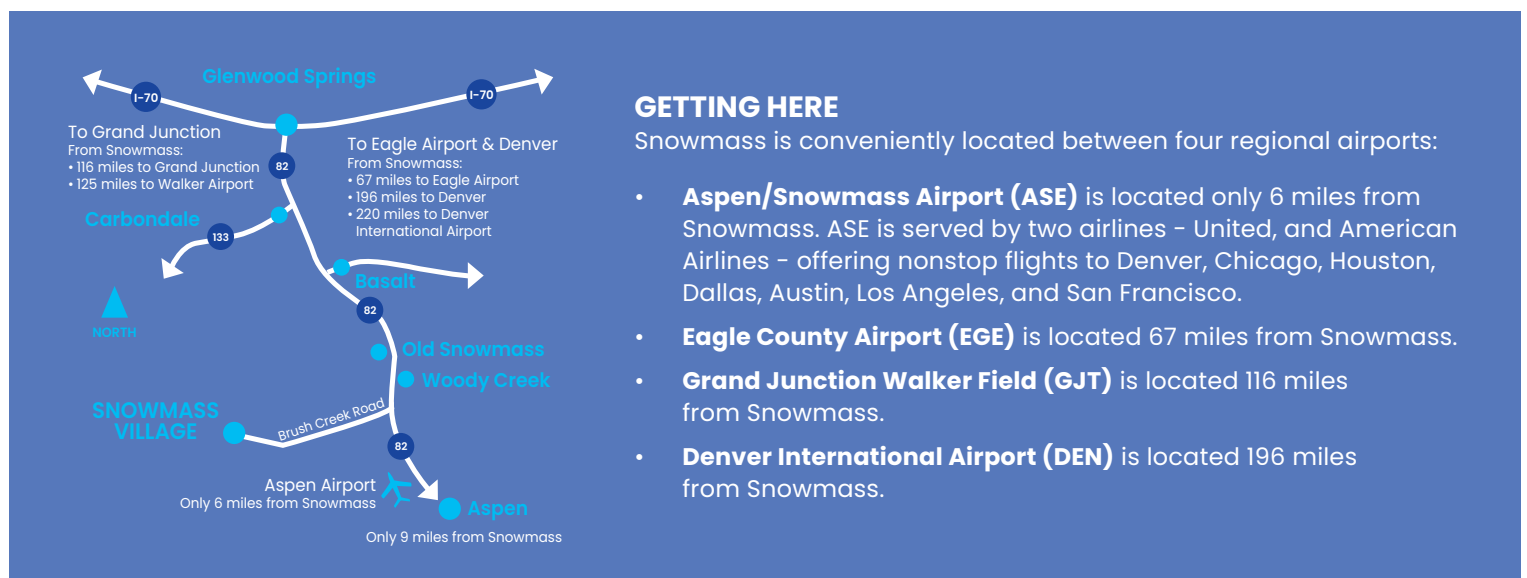 Glenwood Springs
I-70
I-70
To Grand Junction
From Snowmass:
• 116 miles to Grand Junction
• 125 miles to Walker Airport
82
To Eagle Airport & Denver
From Snowmass:
• 67 miles to Eagle Airport
• 196 miles to Denver
• 220 miles to Denver
International Airport
Carbondale
133
Basalt
NORTH
82
Old Snowmass
Woody Creek
SNOWMASS
VILLAGE
Brush Creek Road
82
Aspen Airport
Only 6 miles from Snowmass
Aspen
Only 9 miles from Snowmass
GETTING HERE
Snowmass is conveniently located between four regional airports:
• Aspen/Snowmass Airport (ASE) is located only 6 miles from
Snowmass. ASE is served by two airlines - United, and American
Airlines - offering nonstop flights to Denver, Chicago, Houston,
Dallas, Austin, Los Angeles, and San Francisco.
• Eagle County Airport (EGE) is located 67 miles from Snowmass.
• Grand Junction Walker Field (GJT) is located 116 miles
from Snowmass.
• Denver International Airport (DEN) is located 196 miles
from Snowmass.